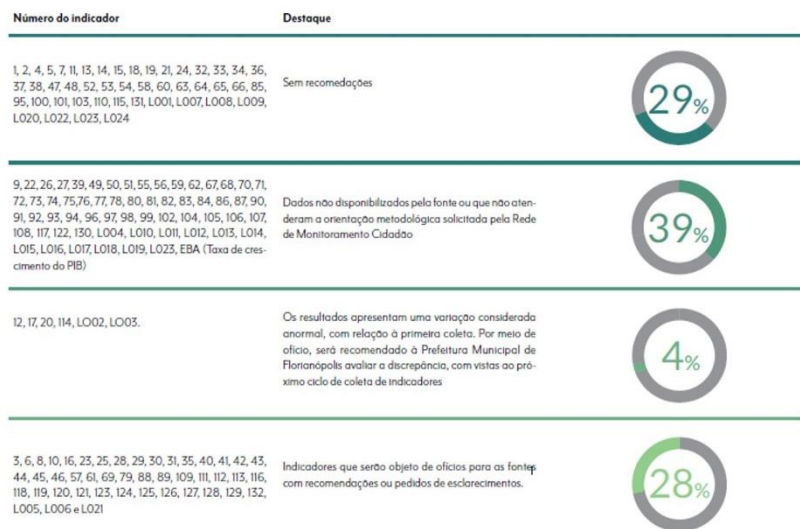 Número do indicador
Destaque
1, 2, 4, 5, 7, 11, 13, 14, 15, 18, 19, 21, 24, 32, 33, 34, 36,
37, 38, 47, 48, 52, 53, 54, 58, 60, 63, 64, 65, 66, 85,
95, 100, 101, 103, 110, 115, 131, L001, L007, L008, L009,
L020, L022, L023, L024
Sem recomedações
29%
9, 22, 26, 27, 39, 49, 50, 51, 55, 56, 59, 62, 67, 68, 70, 71,
72, 73, 74, 75,76, 77, 78, 80, 81, 82, 83, 84, 86, 87, 90,
91, 92, 93, 94, 96, 97, 98, 99, 102, 104, 105, 106, 107,
108, 117, 122, 130, L004, L010, L011, L012, L013, L014,
L015, L016, L017, L018, L019, L023, EBA (Taxa de cres-
cimento do PIB)
Dados não disponibilizados pela fonte ou que não aten-
deram a orientação metodológica solicitada pela Rede
de Monitoramento Cidadão
39%
12, 17, 20, 114, LO02, LO03.
Os resultados apresentam uma variação considerada
anormal, com relação à primeira coleta. Por meio de
ofício, será recomendado à Prefeitura Municipal de
Florianópolis avaliar a discrepância, com vistas ao pró-
ximo ciclo de coleta de indicadores
4%
3, 6, 8, 10, 16, 23, 25, 28, 29, 30, 31, 35, 40, 41, 42, 43,
44, 45, 46, 57, 61, 69, 79, 88, 89, 109, 111, 112, 113, 116,
118, 119, 120, 121, 123, 124, 125, 126, 127, 128, 129, 132,
L005, L006 e L021
Indicadores que serão objeto de ofícios para as fontes
com recomendações ou pedidos de esclarecimentos.
28%